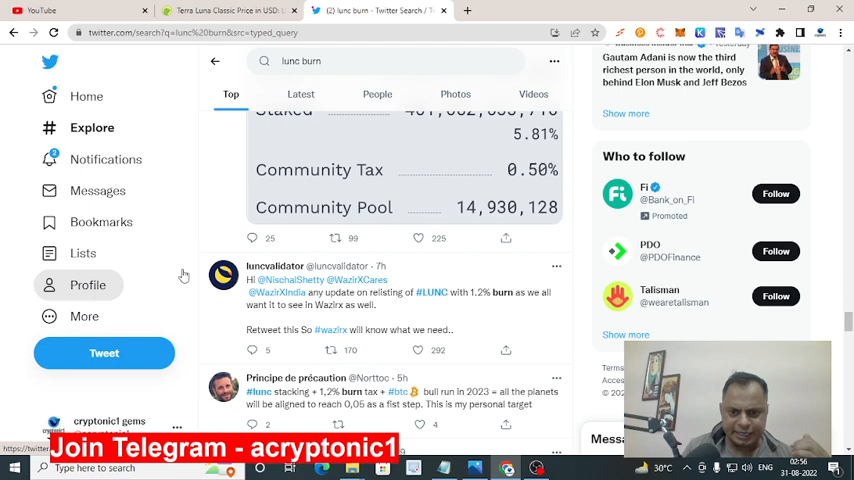 YouTube
Terra Luna Classic Price in USD: L
(2) lunc burn - Twitter Search / T
twitter.com/search?q=lunc%20burn&src=typed_query
Home
Explore
2
Notifications
Messages
Bookmarks
Lists
Profile
More
Tweet
cryptonic1 gems
lunc burn
Top
Latest
People
Photos
Videos
Staked
5.81%
Community Tax 0.50%
Community Pool 14,930,128
25 99 225
luncvalidator @luncvalidator · 7h
Hi @NischalShetty @WazirXCares
@WazirXIndia any update on relisting of #LUNC with 1.2% burn as we all
want it to see in Wazirx as well.
Retweet this So #wazirx will know what we need..
5 170 292
Principe de précaution @Norttoc · 5h
#lunc stacking + 1,2% burn tax + #btc bull run in 2023 = all the planets
will be aligned to reach 0,05 as a fist step. This is my personal target
2 4
Gautam Adani is now the third
richest person in the world, only
behind Elon Musk and Jeff Bezos
Show more
Who to follow
Fi
@Bank_on_Fi
Promoted
Follow
PDO
@PDOFinance
Follow
Talisman
@wearetalisman
Follow
Show more
Terms
Join Telegram - acryptonic1
Type here to search
30°C
ENG
02:56
31-08-2022